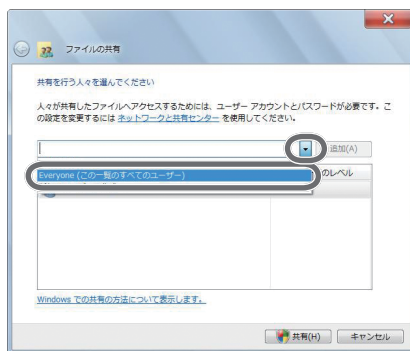 ファイルの共有
共有を行う人々を選んでください
人々が共有したファイルへアクセスするためには、ユーザー アカウントとパスワードが必要です。こ
の設定を変更するには ネットワークと共有センター を使用してください。
追加(A)
のレベル
Everyone (この一覧のすべてのユーザー)
Windows での共有の方法について表示します。
共有(H) キャンセル